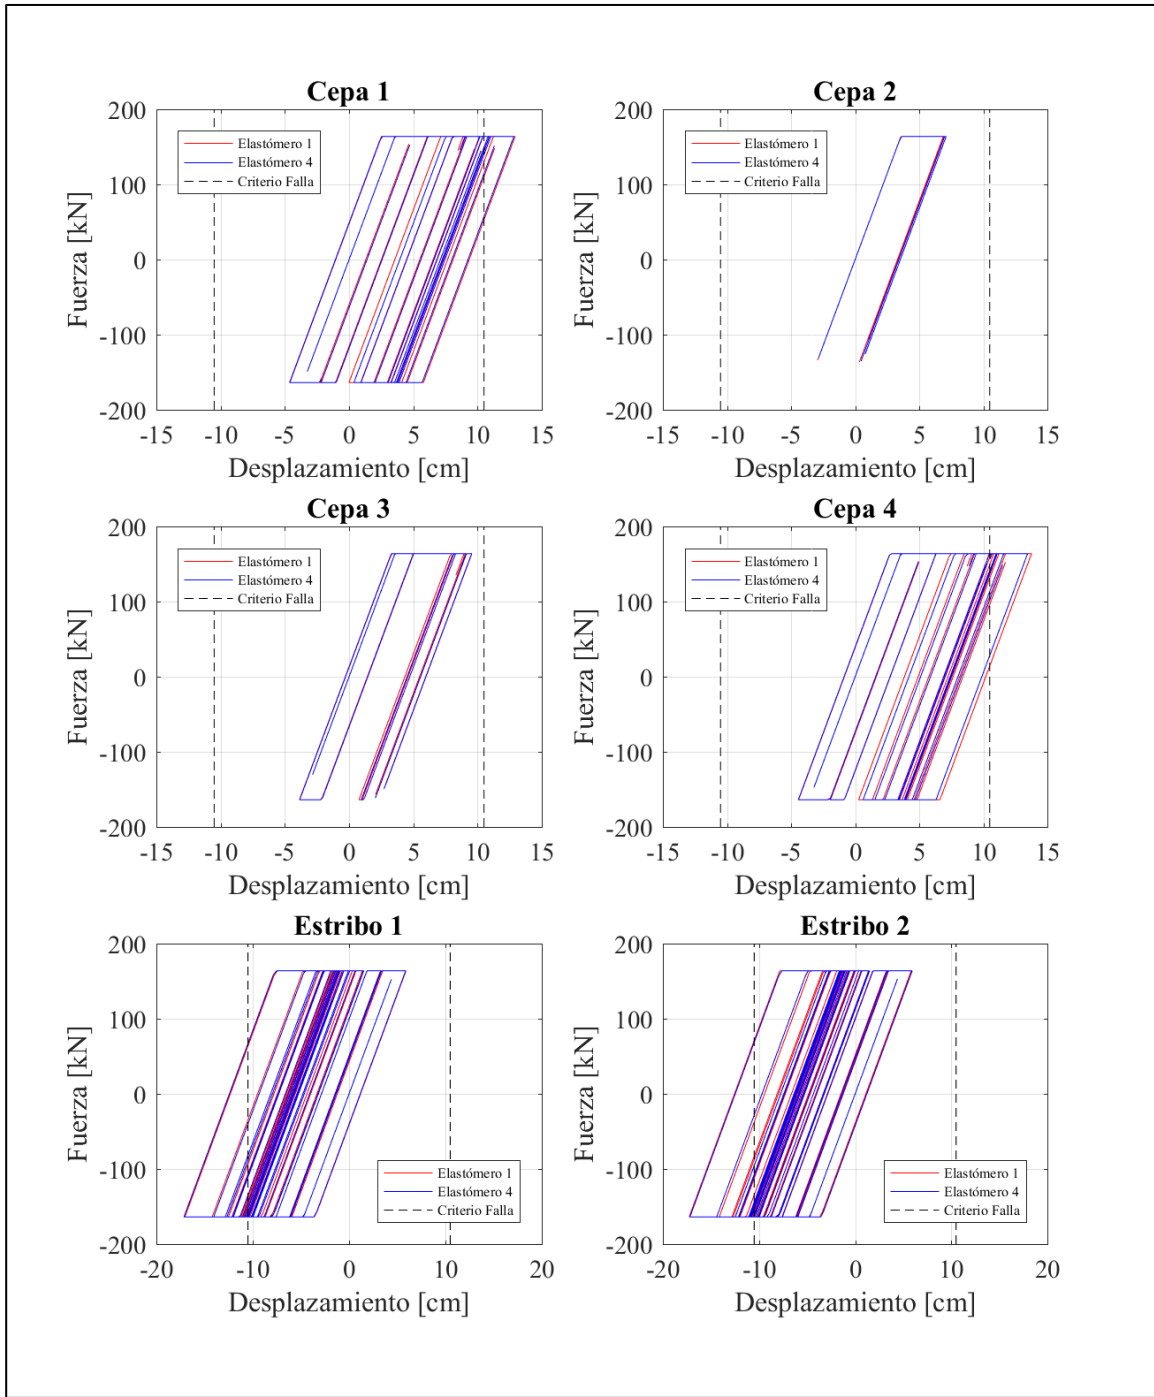 Cepa 1
200
100
0
-100
-200
Fuerza [kN]
Elastómero 1
Elastómero 4
Criterio Falla
-15 -10 -5 0 5 10 15
Desplazamiento [cm]
Cepa 2
200
100
0
-100
-200
Fuerza [kN]
Elastómero 1
Elastómero 4
Criterio Falla
-15 -10 -5 0 5 10 15
Desplazamiento [cm]
Cepa 3
200
100
0
-100
-200
Fuerza [kN]
Elastómero 1
Elastómero 4
Criterio Falla
-15 -10 -5 0 5 10 15
Desplazamiento [cm]
Cepa 4
200
100
0
-100
-200
Fuerza [kN]
Elastómero 1
Elastómero 4
Criterio Falla
-15 -10 -5 0 5 10 15
Desplazamiento [cm]
Estribo 1
200
100
0
-100
-200
Fuerza [kN]
Elastómero 1
Elastómero 4
Criterio Falla
-20 -10 0 10 20
Desplazamiento [cm]
Estribo 2
200
100
0
-100
-200
Fuerza [kN]
Elastómero 1
Elastómero 4
Criterio Falla
-20 -10 0 10 20
Desplazamiento [cm]